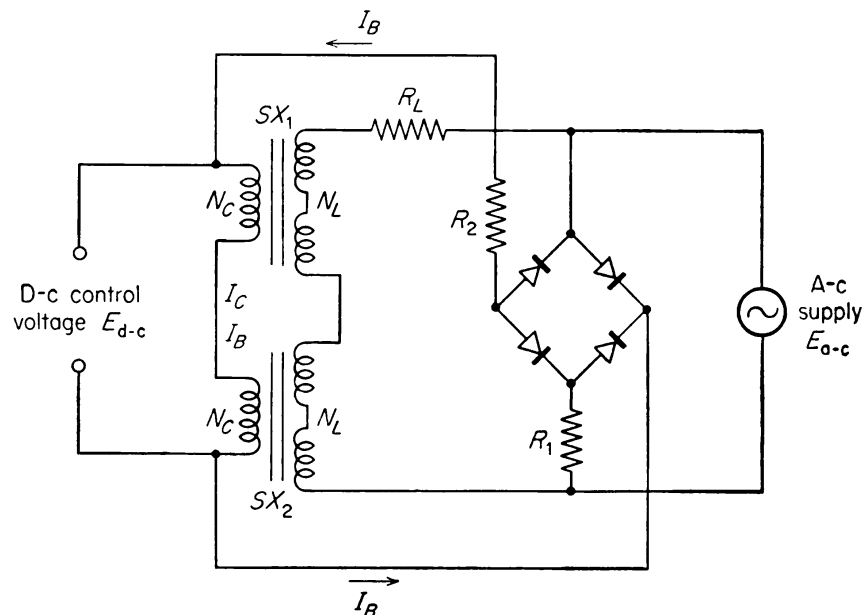 I_B
R_L
SX_1
N_C
N_L
R_2
D-c control
voltage E_d-c
I_C
I_B
A-c
supply
E_a-c
N_C
N_L
R_1
SX_2
I_B